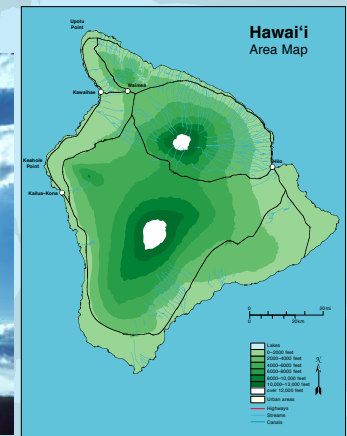 Hawai‘i
Area Map
Upolu
Point
Waimea
Kawaihae
Keahole
Point
Hilo
Kailua-Kona
0 20mi
0 20km
N
Lakes
0–2000 feet
2000–4000 feet
4000–6000 feet
6000–8000 feet
8000–10,000 feet
10,000–12,000 feet
over 12,000 feet
Urban areas
Highways
Streams
Canals